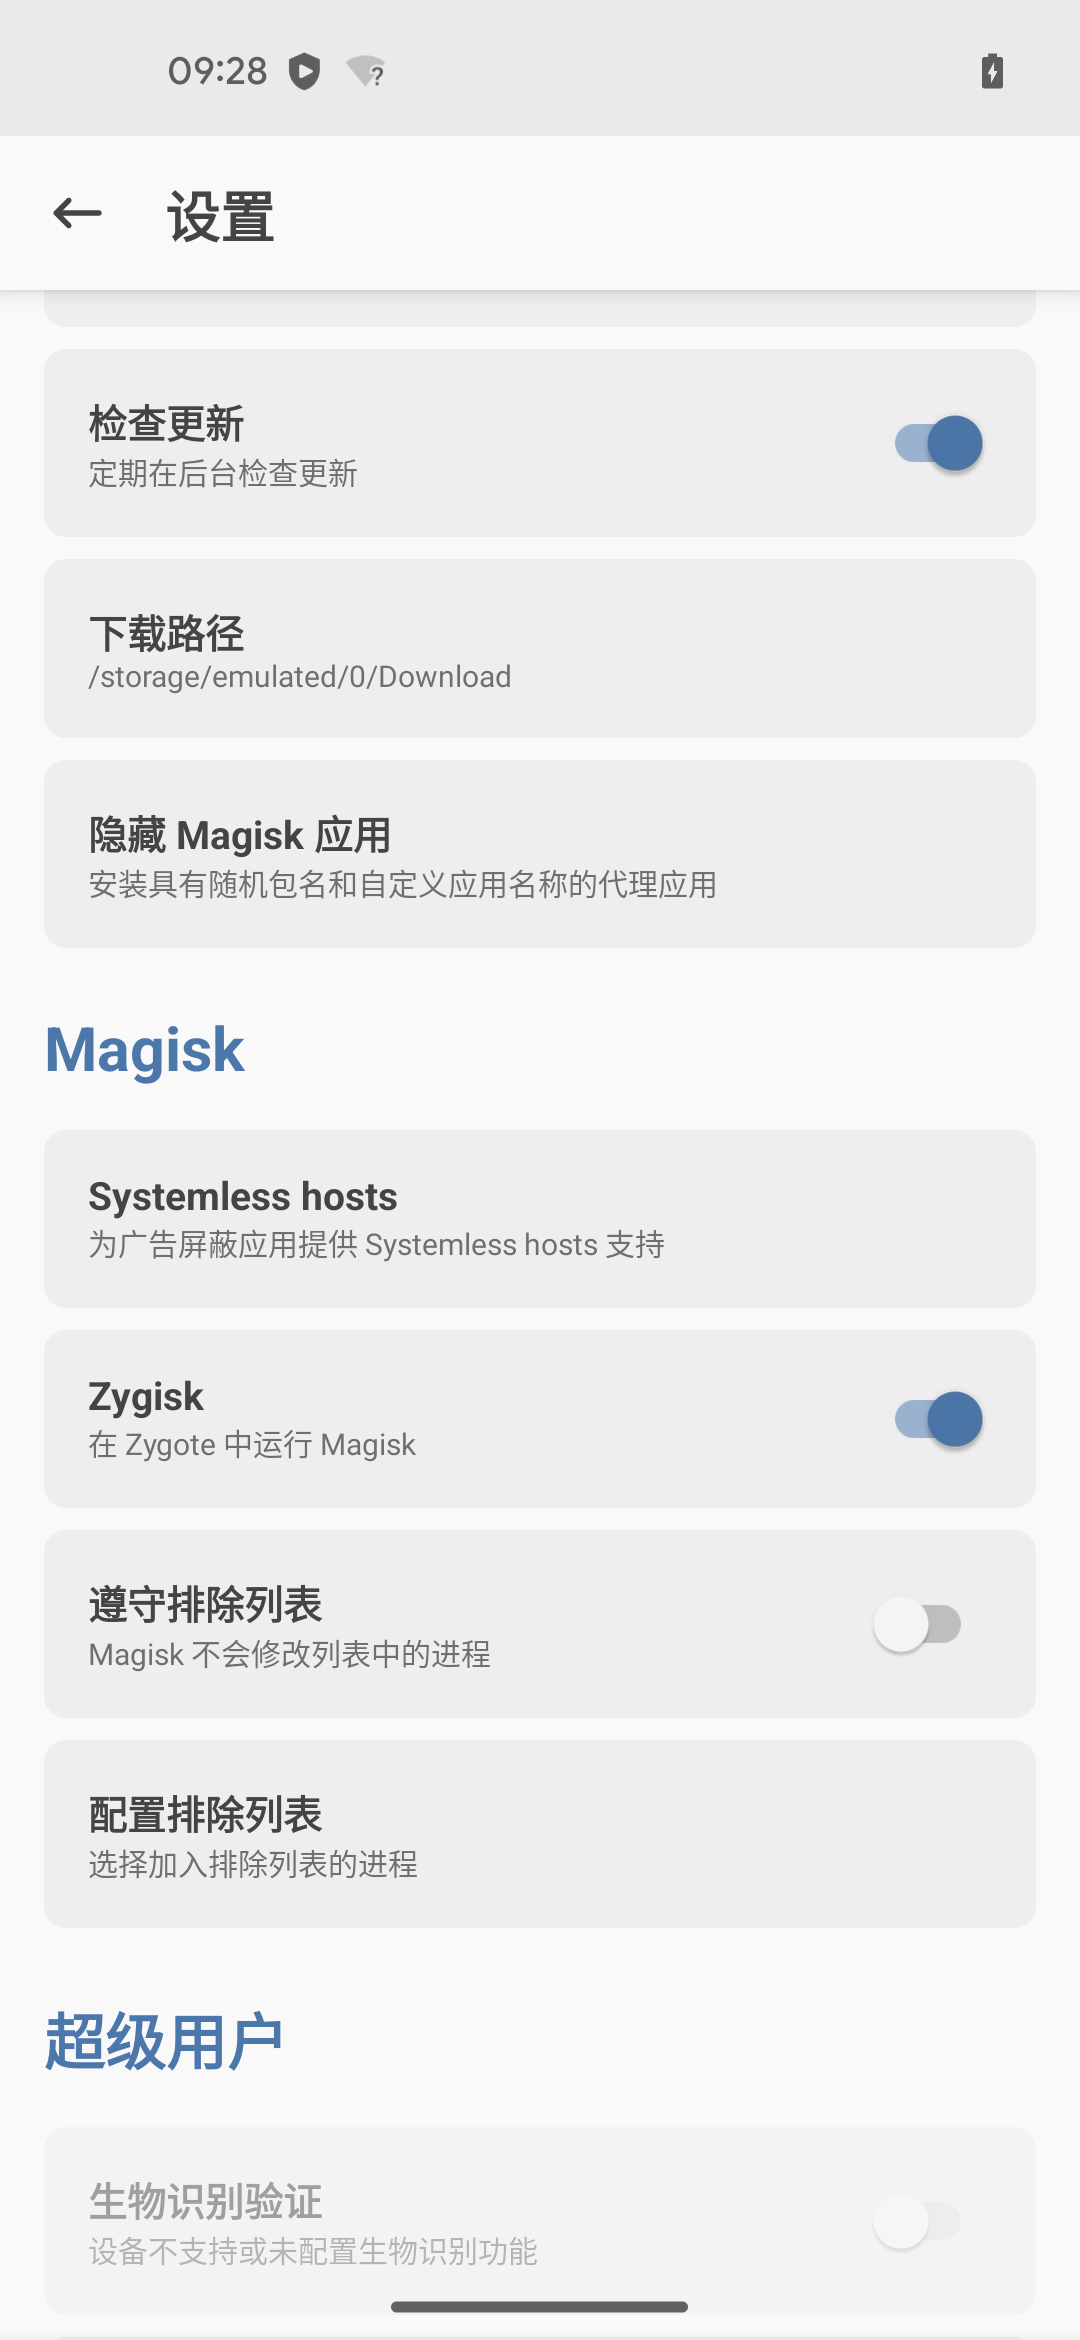 09:28
设置
检查更新
定期在后台检查更新
下载路径
/storage/emulated/0/Download
隐藏 Magisk 应用
安装具有随机包名和自定义应用名称的代理应用
Magisk
Systemless hosts
为广告屏蔽应用提供 Systemless hosts 支持
Zygisk
在 Zygote 中运行 Magisk
遵守排除列表
Magisk 不会修改列表中的进程
配置排除列表
选择加入排除列表的进程
超级用户
生物识别验证
设备不支持或未配置生物识别功能